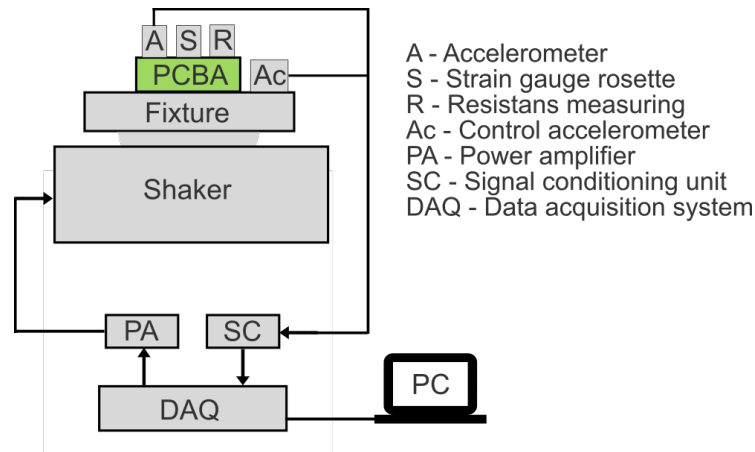 A S R
PCBA Ac
Fixture
Shaker
PA SC
DAQ
PC
A - Accelerometer
S - Strain gauge rosette
R - Resistans measuring
Ac - Control accelerometer
PA - Power amplifier
SC - Signal conditioning unit
DAQ - Data acquisition system